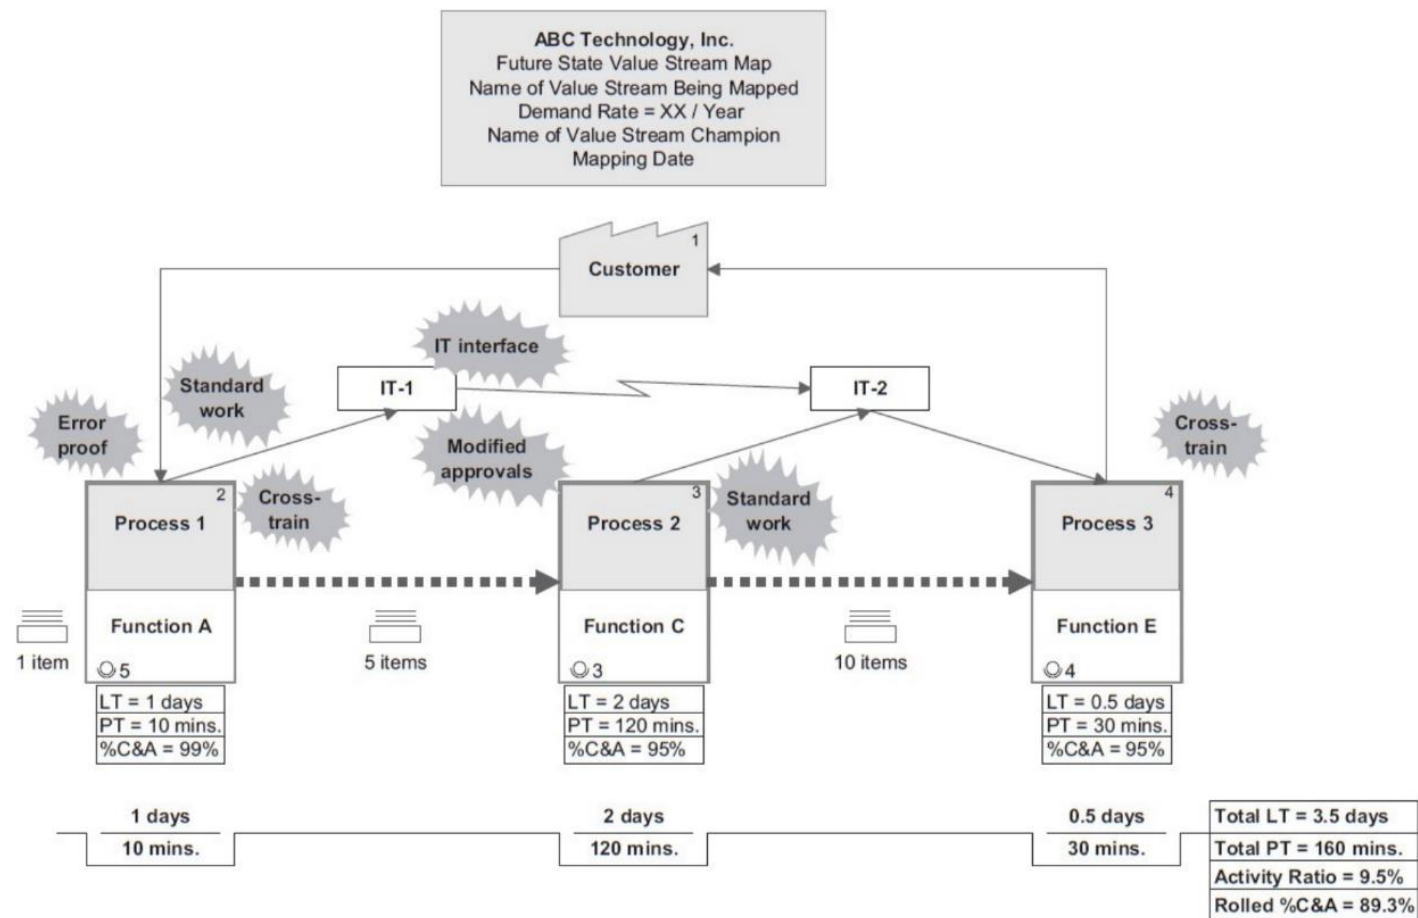 ABC Technology, Inc.
Future State Value Stream Map
Name of Value Stream Being Mapped
Demand Rate = XX / Year
Name of Value Stream Champion
Mapping Date
1
Customer
IT interface
IT-1
IT-2
Standard
work
Error
proof
Modified
approvals
Cross-
train
2
Process 1
Cross-
train
3
Process 2
Standard
work
4
Process 3
Function A
Function C
Function E
1 item
5 items
10 items
5
3
4
LT = 1 days
PT = 10 mins.
%C&A = 99%
LT = 2 days
PT = 120 mins.
%C&A = 95%
LT = 0.5 days
PT = 30 mins.
%C&A = 95%
1 days
10 mins.
2 days
120 mins.
0.5 days
30 mins.
Total LT = 3.5 days
Total PT = 160 mins.
Activity Ratio = 9.5%
Rolled %C&A = 89.3%